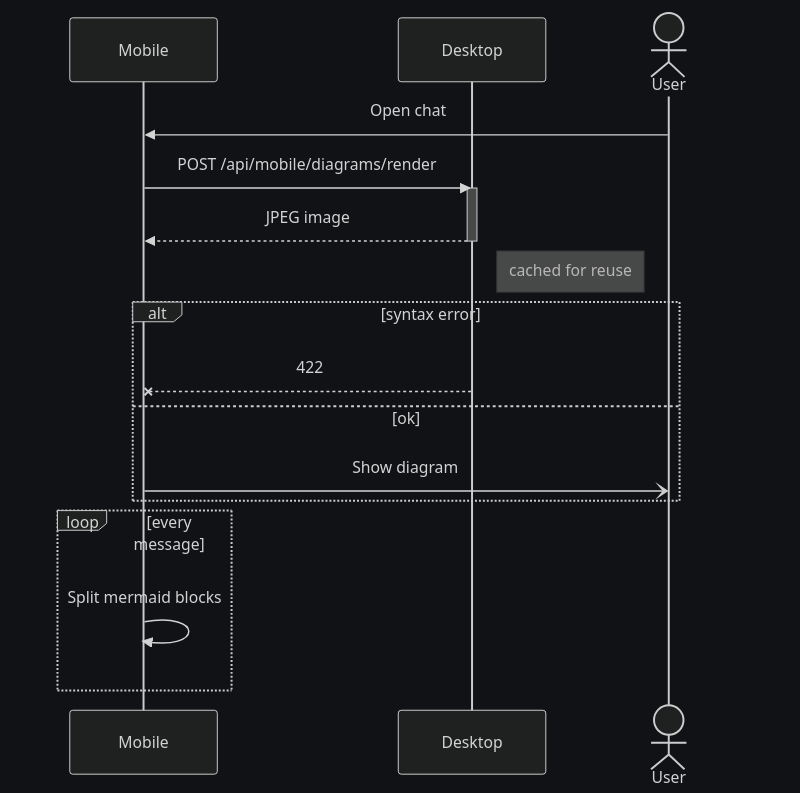 Mobile
Desktop
User
Open chat
POST /api/mobile/diagrams/render
JPEG image
cached for reuse
alt
[syntax error]
422
[ok]
Show diagram
loop
[every
message]
Split mermaid blocks
Mobile
Desktop
User